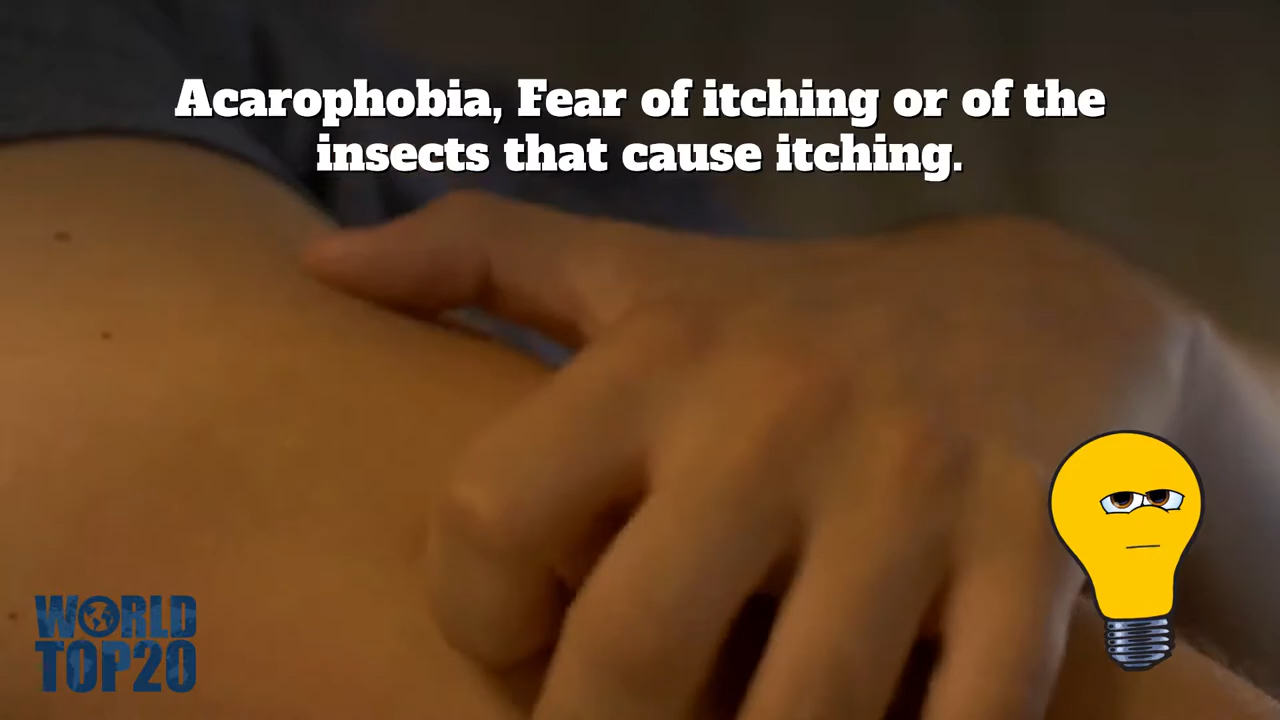 Acarophobia, Fear of itching or of the
insects that cause itching.
WORLD
TOP20